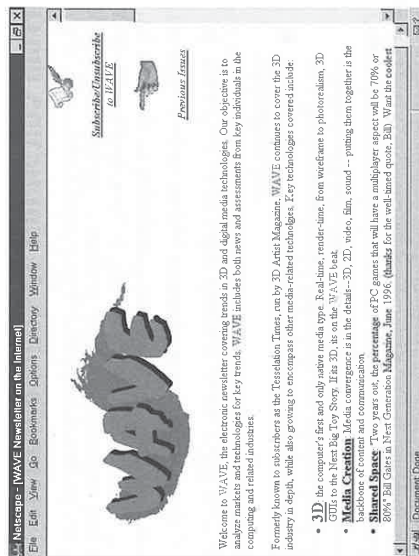 Netscape - [WAVE Newsletter on the Internet]
File Edit View Go Bookmarks Options Directory Window Help
WAVE
Subscribe/Unsubscribe
to WAVE
Previous Issues
Welcome to WAVE, the electronic newsletter covering trends in 3D and digital media technologies. Our objective is to
analyze markets and technologies for key trends. WAVE includes both news and assessments from key individuals in the
computing and related industries.
Formerly known to subscribers as the Tesselation Times, run by 3D Artist Magazine, WAVE continues to cover the 3D
industry in depth, while also growing to encompass other media-related technolgies. Key technologies covered include:
• 3D the computer's first and only native media type. Real-time, render-time, from wireframe to photorealism, 3D
GUIs to the Next Big Toy Story. If its 3D, its on the WAVE beat.
• Media Creation Media convergence is in the details--3D, 2D, video, film, sound -- putting them together is the
backbone of content and communication.
• Shared Space "Two years out, the percentage of PC games that will have a multiplayer aspect will be 70% or
80%" Bill Gates in Next Generation Magazine, June 1996. (thanks for the well-timed quote, Bill) Want the coolest
Document Done